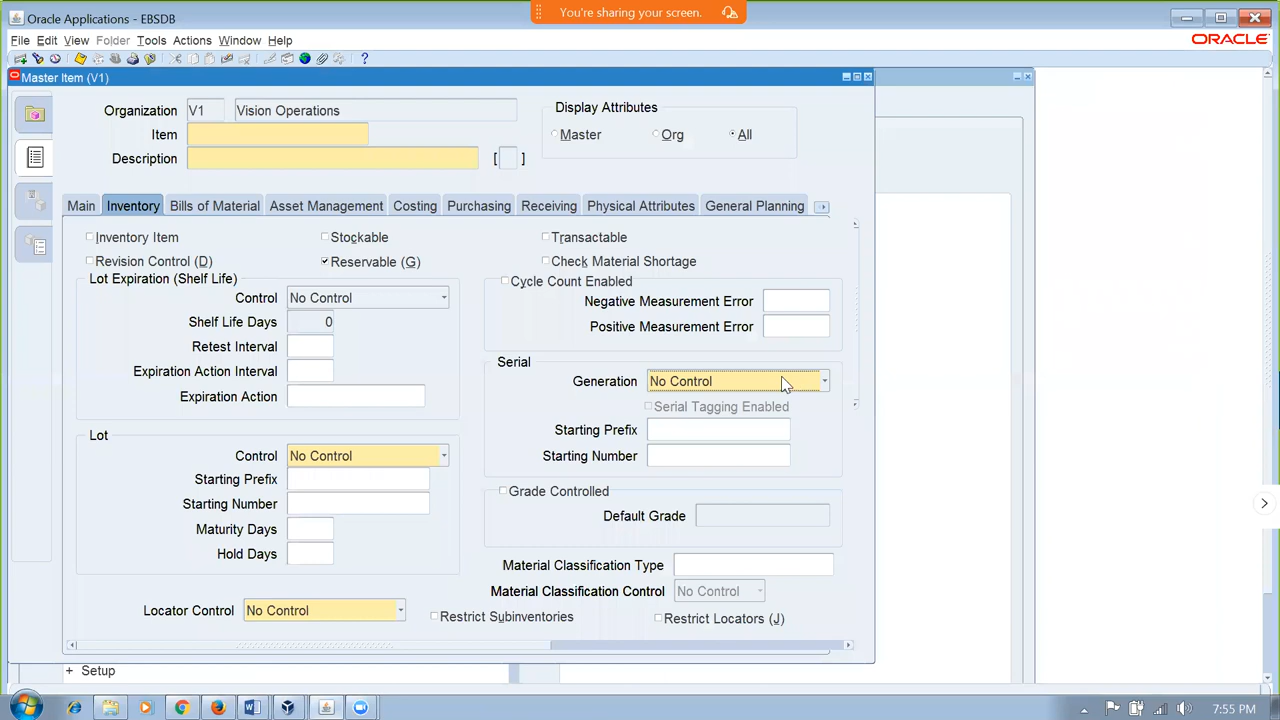 You're sharing your screen.
Oracle Applications - EBSDB
File Edit View Folder Tools Actions Window Help
ORACLE
Master Item (V1)
Organization V1 Vision Operations
Display Attributes
Item
Master Org All
Description [ ]
Main Inventory Bills of Material Asset Management Costing Purchasing Receiving Physical Attributes General Planning
Inventory Item Stockable Transactable
Revision Control (D) Reservable (G) Check Material Shortage
Lot Expiration (Shelf Life)
Control No Control
Shelf Life Days 0
Retest Interval
Expiration Action Interval
Expiration Action
Cycle Count Enabled
Negative Measurement Error
Positive Measurement Error
Serial
Generation No Control
Serial Tagging Enabled
Starting Prefix
Starting Number
Lot
Control No Control
Starting Prefix
Starting Number
Maturity Days
Hold Days
Grade Controlled
Default Grade
Material Classification Type
Material Classification Control No Control
Locator Control No Control
Restrict Subinventories Restrict Locators (J)
+ Setup
7:55 PM